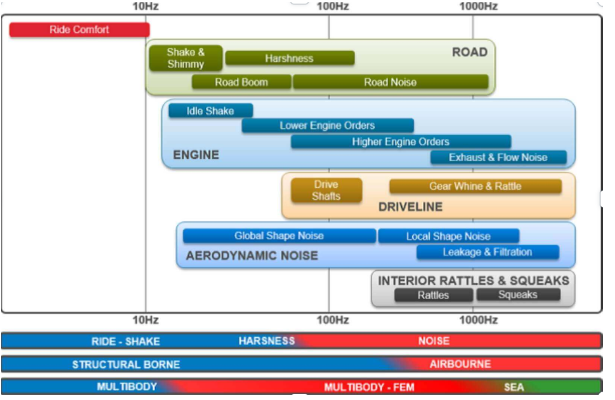 10Hz 100Hz 1000Hz
Ride Comfort
Shake &
Shimmy
Harshness
ROAD
Road Boom Road Noise
Idle Shake
Lower Engine Orders
Higher Engine Orders
ENGINE
Exhaust & Flow Noise
Drive
Shafts
Gear Whine & Rattle
DRIVELINE
Global Shape Noise Local Shape Noise
AERODYNAMIC NOISE
Leakage & Filtration
INTERIOR RATTLES & SQUEAKS
Rattles Squeaks
10Hz 100Hz 1000Hz
RIDE - SHAKE HARSNESS NOISE
STRUCTURAL BORNE AIRBOURNE
MULTIBODY MULTIBODY - FEM SEA